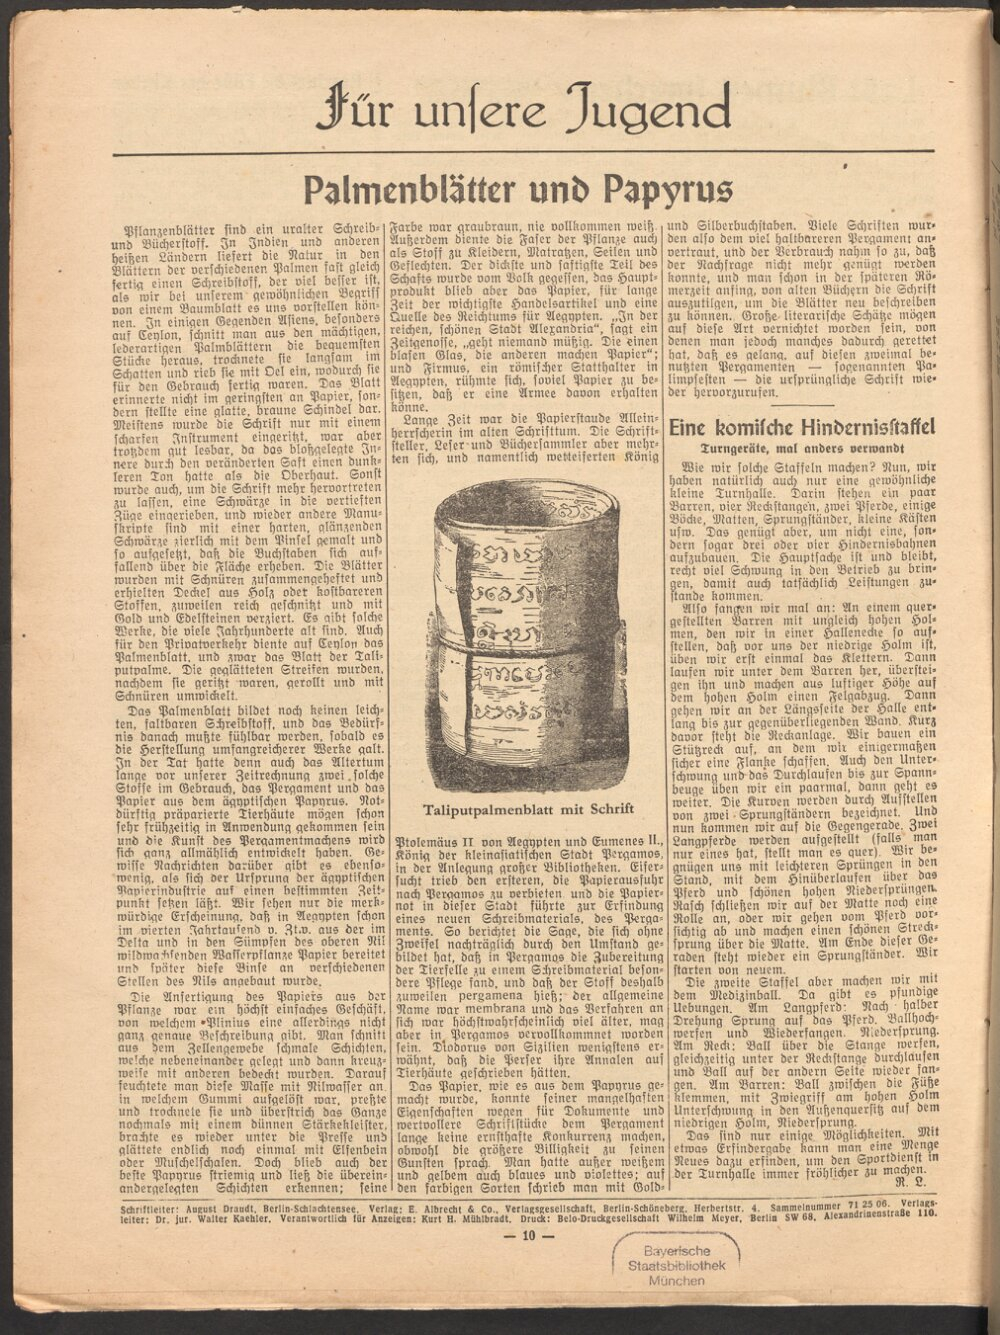 Für unsere Jugend
Palmenblätter und Papyrus
Pflanzenblätter sind ein uralter Schreib-
und Bücherstoff. In Indien und anderen
heißen Ländern liefert die Natur in den
Blättern der verschiedenen Palmen fast gleich
fertig einen Schreibstoff, der viel besser ist,
als wir bei unserem gewöhnlichen Begriff
von einem Baumblatt es uns vorstellen kön-
nen. In einigen Gegenden Asiens, besonders
auf Ceylon, schnitt man aus den mächtigen,
lederartigen Palmblättern die bequemsten
Stücke heraus, trocknete sie langsam im
Schatten und rieb sie mit Oel ein, wodurch sie
für den Gebrauch fertig waren. Das Blatt
erinnerte nicht im geringsten an Papier, son-
dern stellte eine glatte, braune Schindel dar.
Meistens wurde die Schrift nur mit einem
scharfen Instrument eingeritzt, war aber
trotzdem gut lesbar, da das bloßgelegte In-
nere durch den veränderten Saft einen dunk-
leren Ton hatte als die Oberhaut. Sonst
wurde auch, um die Schrift mehr hervortreten
zu lassen, eine Schwärze in die vertieften
Züge eingerieben, und wieder andere Manu-
skripte sind mit einer harten, glänzenden
Schwärze zierlich mit dem Pinsel gemalt und
so aufgesetzt, daß die Buchstaben sich auf-
fallend über die Fläche erheben. Die Blätter
wurden mit Schnüren zusammengeheftet und
erhielten Deckel aus Holz oder kostbareren
Stoffen, zuweilen reich geschnitzt und mit
Gold und Edelsteinen verziert. Es gibt solche
Werke, die viele Jahrhunderte alt sind. Auch
für den Privatverkehr diente auf Ceylon das
Palmenblatt, und zwar das Blatt der Tali-
putpalme. Die geglätteten Streifen wurden,
nachdem sie geritzt waren, gerollt und mit
Schnüren umwickelt.
Das Palmenblatt bildet noch keinen leich-
ten, faltbaren Schreibstoff, und das Bedürf-
nis danach mußte fühlbar werden, sobald es
die Herstellung umfangreicherer Werke galt.
In der Tat hatte denn auch das Altertum
lange vor unserer Zeitrechnung zwei solche
Stoffe im Gebrauch, das Pergament und das
Papier aus dem ägyptischen Papyrus. Not-
dürftig präparierte Tierhäute mögen schon
sehr frühzeitig in Anwendung gekommen sein
und die Kunst des Pergamentmachens wird
sich ganz allmählich entwickelt haben. Ge-
wisse Nachrichten darüber gibt es ebenso-
wenig, als sich der Ursprung der ägyptischen
Papierindustrie auf einen bestimmten Zeit-
punkt setzen läßt. Wir sehen nur die merk-
würdige Erscheinung, daß in Aegypten schon
im vierten Jahrtausend v. Zt.v. aus der im
Delta und in den Sümpfen des oberen Nil
wildwachsenden Wasserpflanze Papier bereitet
und später diese Binse an verschiedenen
Stellen des Nils angebaut wurde.
Die Anfertigung des Papiers aus der
Pflanze war ein höchst einfaches Geschäft,
von welchem Plinius eine allerdings nicht
ganz genaue Beschreibung gibt. Man schnitt
aus dem Zellengewebe schmale Schichten,
welche nebeneinander gelegt und dann kreuz-
weise mit anderen bedeckt wurden. Darauf
feuchtete man diese Masse mit Nilwasser an,
in welchem Gummi aufgelöst war, preßte
und trocknete sie und überstrich das Ganze
nochmals mit einem dünnen Stärkekleister,
brachte es wieder unter die Presse und
glättete endlich noch einmal mit Elfenbein
oder Muschelschalen. Doch blieb auch der
beste Papyrus striemig und ließ die überein-
andergelegten Schichten erkennen; seine
Farbe war graubraun, nie vollkommen weiß.
Außerdem diente die Faser der Pflanze auch
als Stoff zu Kleidern, Matratzen, Seilen und
Geflechten. Der dickste und saftigste Teil des
Schafts wurde vom Volk gegessen, das Haupt-
produkt blieb aber das Papier, für lange
Zeit der wichtigste Handelsartikel und eine
Quelle des Reichtums für Aegypten. „In der
reichen, schönen Stadt Alexandria“, sagt ein
Zeitgenosse, „geht niemand müßig. Die einen
blasen Glas, die anderen machen Papier“;
und Firmus, ein römischer Statthalter in
Aegypten, rühmte sich, soviel Papier zu be-
sitzen, daß er eine Armee davon erhalten
könne.
Lange Zeit war die Papierstaude Allein-
herrscherin im alten Schrifttum. Die Schrift-
steller, Leser und Büchersammler aber mehr-
ten sich, und namentlich wetteiferten König
Taliputpalmenblatt mit Schrift
Ptolemäus II von Aegypten und Eumenes II.,
König der kleinasiatischen Stadt Pergamos,
in der Anlegung großer Bibliotheken. Eifer-
sucht trieb den ersteren, die Papierausfuhr
nach Pergamos zu verbieten und die Papier-
not in dieser Stadt führte zur Erfindung
eines neuen Schreibmaterials, des Perga-
ments. So berichtet die Sage, die sich ohne
Zweifel nachträglich durch den Umstand ge-
bildet hat, daß in Pergamos die Zubereitung
der Tierfelle zu einem Schreibmaterial beson-
dere Pflege fand, und daß der Stoff deshalb
zuweilen pergamena hieß; der allgemeine
Name war membrana und das Verfahren an
sich war höchstwahrscheinlich viel älter, mag
aber in Pergamos vervollkommnet worden
sein. Diodorus von Sizilien wenigstens er-
wähnt, daß die Perser ihre Annalen auf
Tierhäute geschrieben hätten.
Das Papier, wie es aus dem Papyrus ge-
macht wurde, konnte seiner mangelhaften
Eigenschaften wegen für Dokumente und
wertvollere Schriftstücke dem Pergament
lange keine ernsthafte Konkurrenz machen,
obwohl die größere Billigkeit zu seinen
Gunsten sprach. Man hatte außer weißem
und gelbem auch blaues und violettes; auf
den farbigen Sorten schrieb man mit Gold-
und Silberbuchstaben. Viele Schriften wur-
den also dem viel haltbareren Pergament an-
vertraut, und der Verbrauch nahm so zu, daß
der Nachfrage nicht mehr genügt werden
konnte, und man schon in der späteren Rö-
merzeit anfing, von alten Büchern die Schrift
auszutilgen, um die Blätter neu beschreiben
zu können. Große literarische Schätze mögen
auf diese Art vernichtet worden sein, von
denen man jedoch manches dadurch gerettet
hat, daß es gelang, auf diesen zweimal be-
nutzten Pergamenten — sogenannten Pa-
limpsesten — die ursprüngliche Schrift wie-
der hervorzurufen.
Eine komische Hindernisstaffel
Turngeräte, mal anders verwandt
Wie wir solche Staffeln machen? Nun, wir
haben natürlich auch nur eine gewöhnliche
kleine Turnhalle. Darin stehen ein paar
Barren, vier Reckstangen, zwei Pferde, einige
Böcke, Matten, Sprungständer, kleine Kästen
usw. Das genügt aber, um nicht eine, son-
dern sogar drei oder vier Hindernisbahnen
aufzubauen. Die Hauptsache ist und bleibt,
recht viel Schwung in den Betrieb zu brin-
gen, damit auch tatsächlich Leistungen zu-
stande kommen.
Also fangen wir mal an: An einem quer-
gestellten Barren mit ungleich hohen Hol-
men, den wir in einer Hallenecke so auf-
stellen, daß vor uns der niedrige Holm ist,
üben wir erst einmal das Klettern. Dann
laufen wir unter dem Barren her, überstei-
gen ihn und machen aus luftiger Höhe auf
dem hohen Holm einen Felgabzug. Dann
gehen wir an der Längsseite der Halle ent-
lang bis zur gegenüberliegenden Wand. Kurz
davor steht die Reckanlage. Wir bauen ein
Stützreck auf, an dem wir einigermaßen
sicher eine Flanke schaffen. Auch den Unter-
schwung und das Durchlaufen bis zur Spann-
beuge üben wir ein paarmal, dann geht es
weiter. Die Kurven werden durch Aufstellen
von zwei Sprungständern bezeichnet. Und
nun kommen wir auf die Gegengerade. Zwei
Langpferde werden aufgestellt (falls man
nur eines hat, stellt man es quer). Wir be-
gnügen uns mit leichteren Sprüngen in den
Stand, mit dem Hinüberlaufen über das
Pferd und schönen hohen Niedersprüngen.
Rasch schließen wir auf der Matte noch eine
Rolle an, oder wir gehen vom Pferd vor-
sichtig ab und machen einen schönen Streck-
sprung über die Matte. Am Ende dieser Ge-
raden steht wieder ein Sprungständer. Wir
starten von neuem.
Die zweite Staffel aber machen wir mit
dem Medizinball. Da gibt es pfundige
Uebungen. Am Langpferd: Nach halber
Drehung Sprung auf das Pferd, Ballhoch-
werfen und Wiederfangen, Niedersprung.
Am Reck: Ball über die Stange werfen,
gleichzeitig unter der Reckstange durchlaufen
und Ball auf der andern Seite wieder fan-
gen. Am Barren: Ball zwischen die Füße
klemmen, mit Zwiegriff am hohen Holm
Unterschwung in den Außenquersitz auf dem
niedrigen Holm, Niedersprung.
Das sind nur einige Möglichkeiten. Mit
etwas Erfindergabe kann man eine Menge
Neues dazu erfinden, um den Sportdienst in
der Turnhalle immer fröhlicher zu machen.
R. L.
Schriftleiter: August Draudt, Berlin-Schlachtensee. Verlag: E. Albrecht & Co., Verlagsgesellschaft, Berlin-Schöneberg, Herbertstr. 4. Sammelnummer 71 25 06. Verlags-
leiter: Dr. jur. Walter Kaehler. Verantwortlich für Anzeigen: Kurt H. Mühlbradt. Druck: Belo-Druckgesellschaft Wilhelm Meyer, Berlin SW 68, Alexandrinenstraße 110.
— 10 —
Bayerische
Staatsbibliothek
München